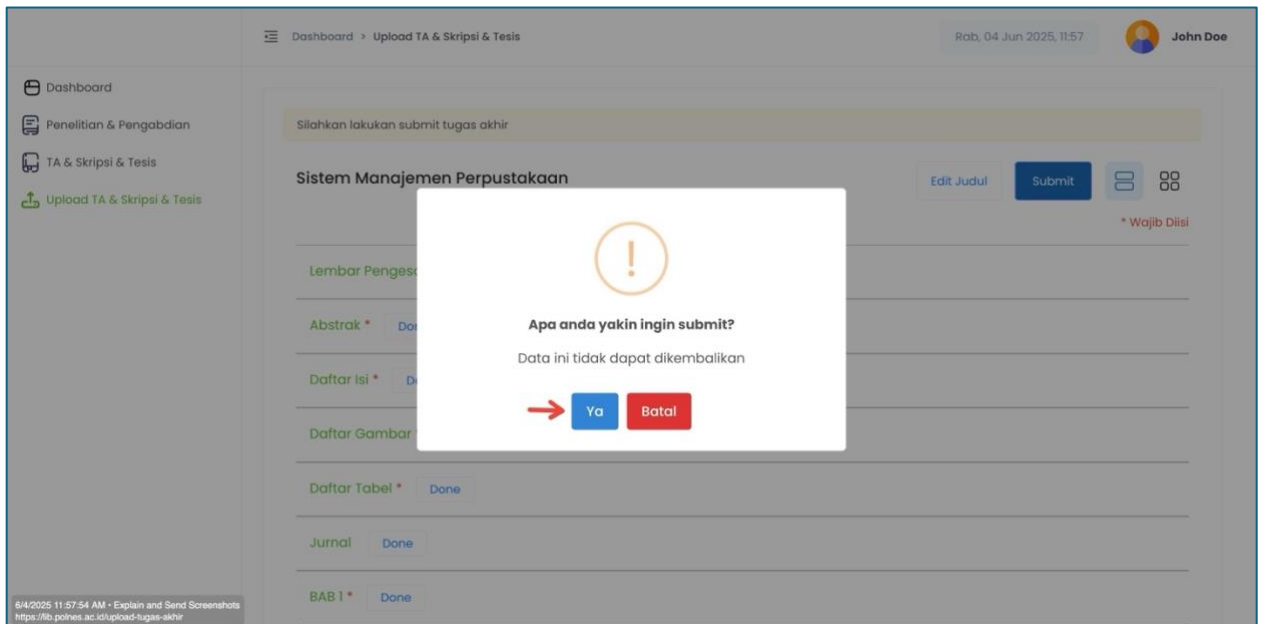 Dashboard > Upload TA & Skripsi & Tesis
Rab, 04 Jun 2025, 11:57
John Doe
Dashboard
Penelitian & Pengabdian
TA & Skripsi & Tesis
Upload TA & Skripsi & Tesis
Silahkan lakukan submit tugas akhir
Sistem Manajemen Perpustakaan
Edit Judul
Submit
* Wajib Diisi
Lembar
Abstrak *
Daftar Isi *
Daftar Gambar
Daftar Tabel * Done
Jurnal Done
BAB 1 * Done
!
Apa anda yakin ingin submit?
Data ini tidak dapat dikembalikan
Ya
Batal
6/4/2025 11:57:54 AM • Explain and Send Screenshots
https://lib.polnes.ac.id/upload-tugas-akhir